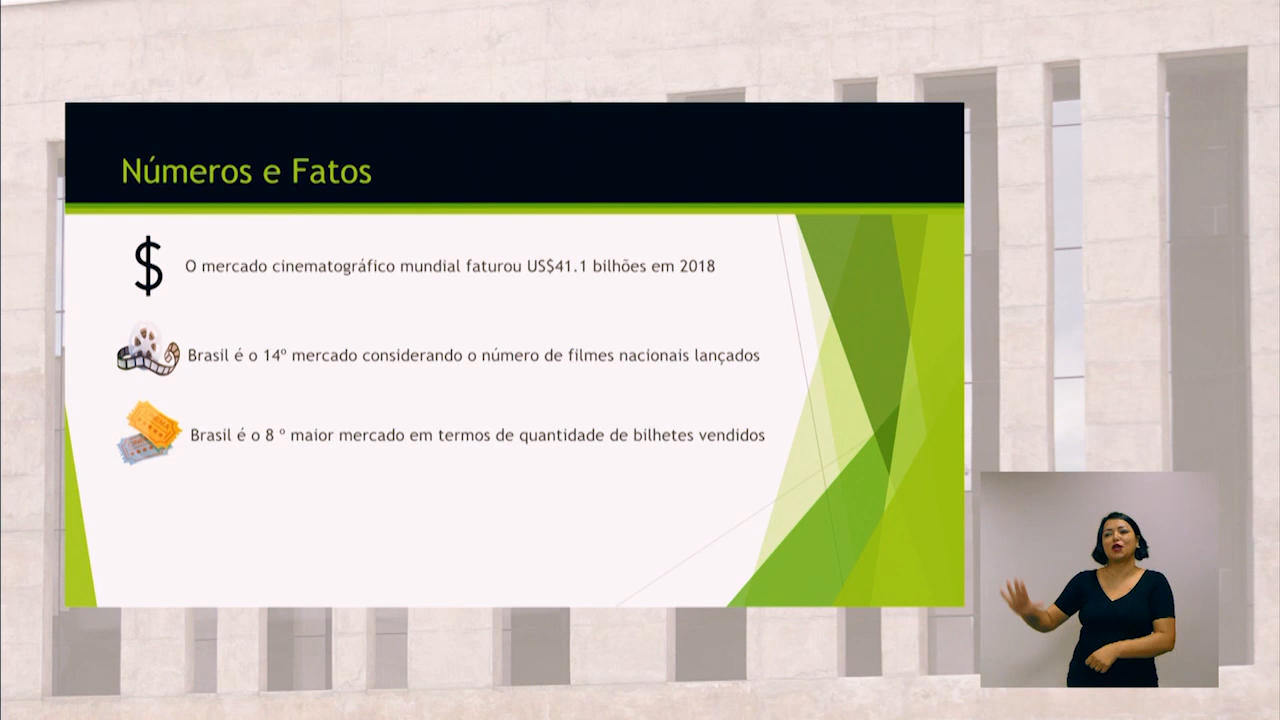 Números e Fatos
O mercado cinematográfico mundial faturou US$41.1 bilhões em 2018
Brasil é o 14º mercado considerando o número de filmes nacionais lançados
Brasil é o 8 º maior mercado em termos de quantidade de bilhetes vendidos